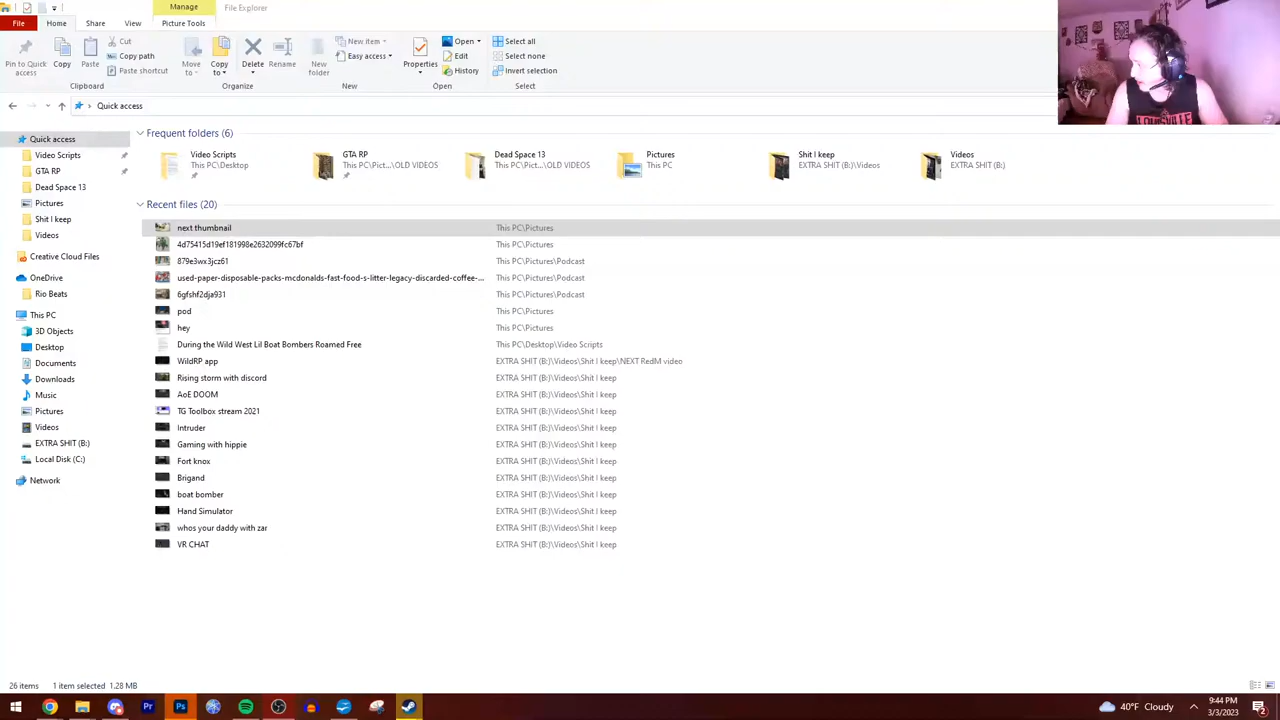 Manage
File Explorer
File Home Share View Picture Tools
Pin to Quick access
Copy
Paste
Cut
Copy path
Paste shortcut
Clipboard
Move to
Copy to
Delete
Rename
Organize
New folder
New item
Easy access
New
Properties
Open
Edit
History
Open
Select all
Select none
Invert selection
Select
Quick access
Quick access
Video Scripts
GTA RP
Dead Space 13
Pictures
Shit I keep
Videos
Creative Cloud Files
OneDrive
Rio Beats
This PC
3D Objects
Desktop
Documents
Downloads
Music
Pictures
Videos
EXTRA SHIT (B:)
Local Disk (C:)
Network
Frequent folders (6)
Video Scripts
This PC\Desktop
GTA RP
This PC\Pict...\OLD VIDEOS
Dead Space 13
This PC\Pict...\OLD VIDEOS
Pictures
This PC
Shit I keep
EXTRA SHIT (B:)\Videos
Videos
EXTRA SHIT (B:)
Recent files (20)
next thumbnail This PC\Pictures
4d75415d19ef181998e2632099fc67bf This PC\Pictures
879e3wx3jcz61 This PC\Pictures\Podcast
used-paper-disposable-packs-mcdonalds-fast-food-s-litter-legacy-discarded-coffee-... This PC\Pictures\Podcast
6gfshf2dja931 This PC\Pictures\Podcast
pod This PC\Pictures
hey This PC\Pictures
During the Wild West Lil Boat Bombers Roamed Free This PC\Desktop\Video Scripts
WildRP app EXTRA SHIT (B:)\Videos\Shit I keep\NEXT RedM video
Rising storm with discord EXTRA SHIT (B:)\Videos\Shit I keep
AoE DOOM EXTRA SHIT (B:)\Videos\Shit I keep
TG Toolbox stream 2021 EXTRA SHIT (B:)\Videos\Shit I keep
Intruder EXTRA SHIT (B:)\Videos\Shit I keep
Gaming with hippie EXTRA SHIT (B:)\Videos\Shit I keep
Fort knox EXTRA SHIT (B:)\Videos\Shit I keep
Brigand EXTRA SHIT (B:)\Videos\Shit I keep
boat bomber EXTRA SHIT (B:)\Videos\Shit I keep
Hand Simulator EXTRA SHIT (B:)\Videos\Shit I keep
whos your daddy with zar EXTRA SHIT (B:)\Videos\Shit I keep
VR CHAT EXTRA SHIT (B:)\Videos\Shit I keep
LOUISVILLE
26 items 1 item selected 1.28 MB
Pr
Ps
40°F Cloudy
9:44 PM
3/3/2023
2